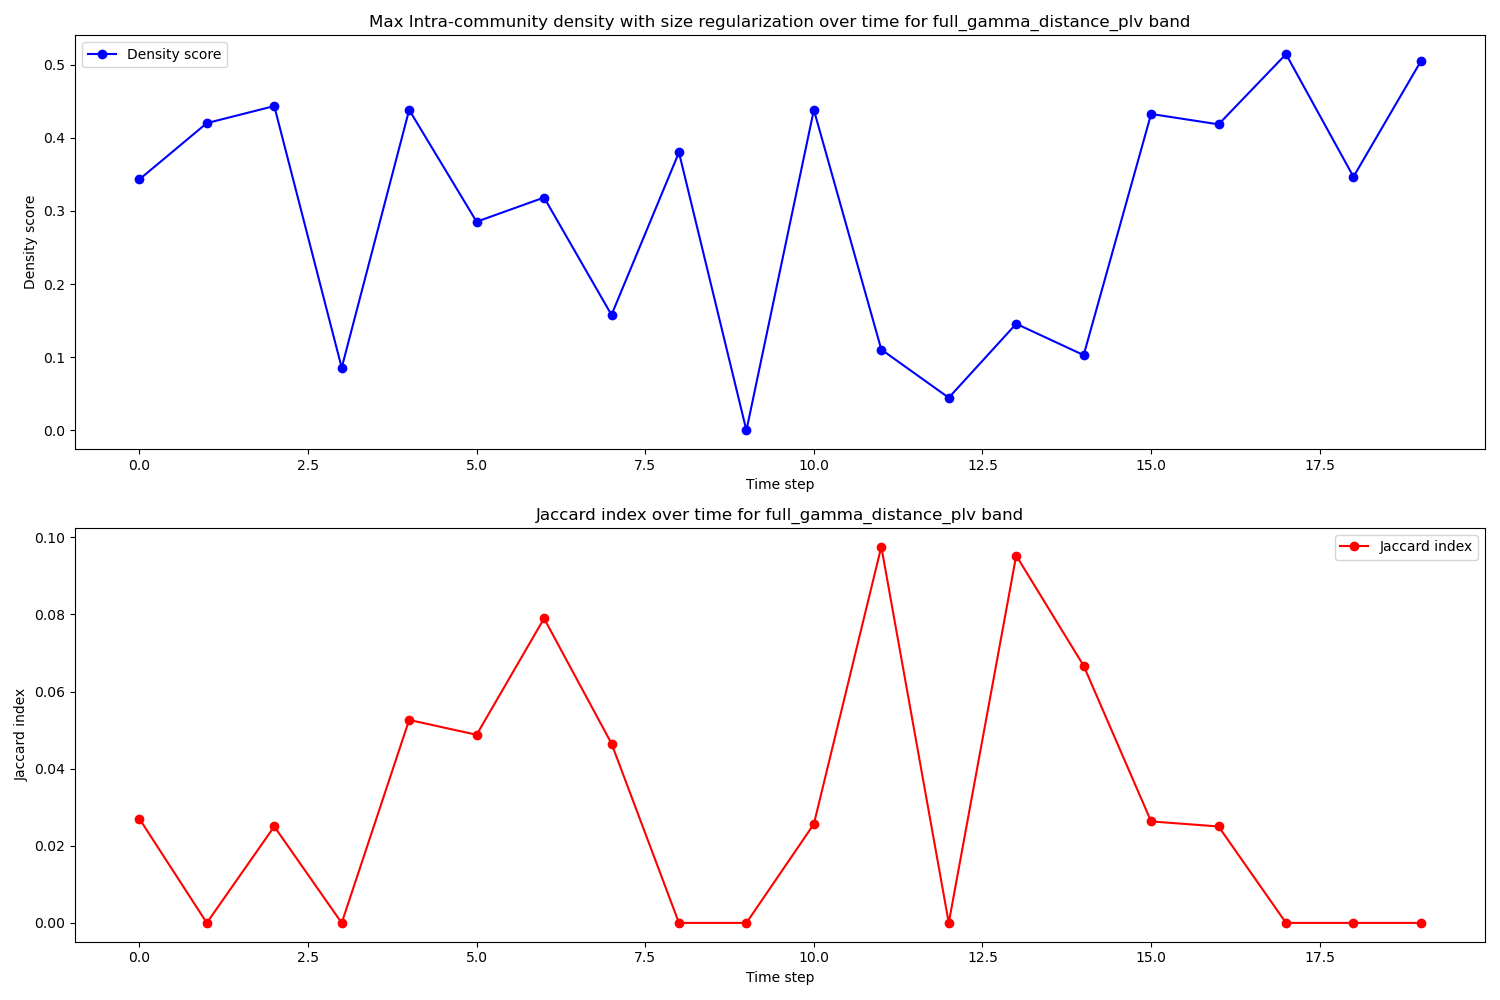 Max Intra-community density with size regularization over time for full_gamma_distance_plv band
Density score
Density score
0.5
0.4
0.3
0.2
0.1
0.0
0.0 2.5 5.0 7.5 10.0 12.5 15.0 17.5
Time step
Jaccard index over time for full_gamma_distance_plv band
Jaccard index
Jaccard index
0.10
0.08
0.06
0.04
0.02
0.00
0.0 2.5 5.0 7.5 10.0 12.5 15.0 17.5
Time step